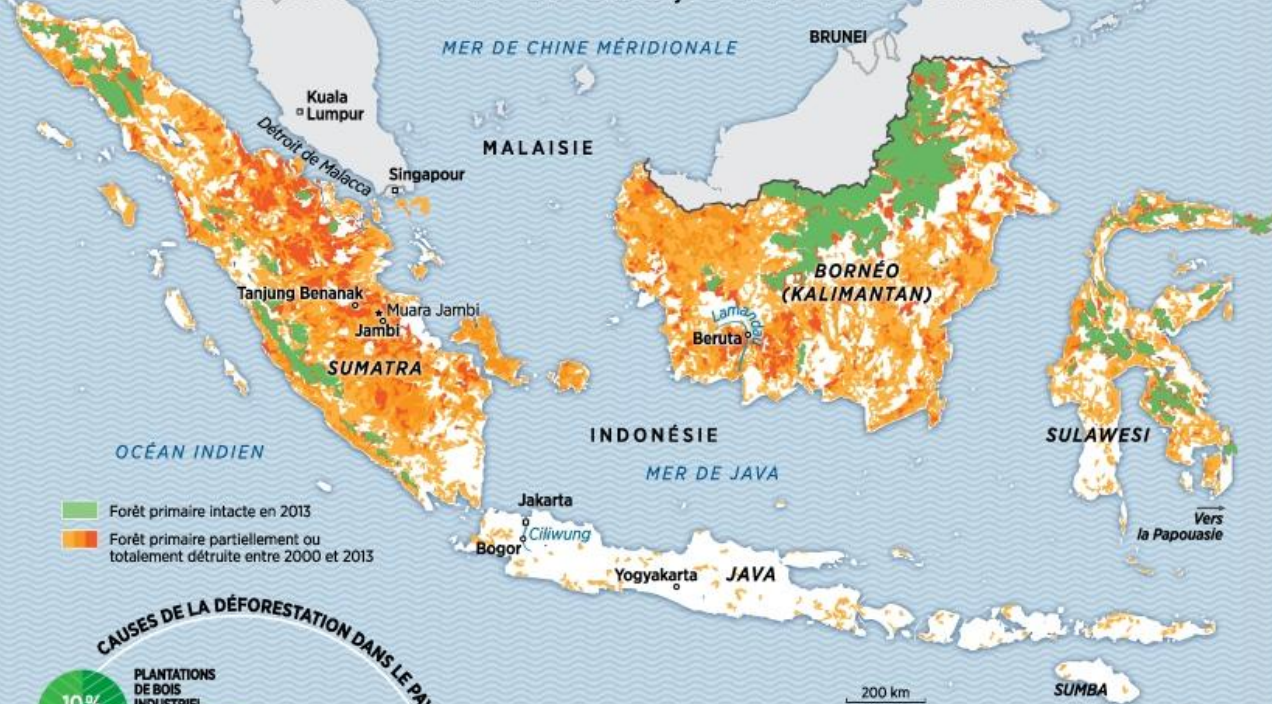 MER DE CHINE MÉRIDIONALE
BRUNEI
Kuala
Lumpur
Détroit de Malacca
MALAISIE
Singapour
BORNÉO
(KALIMANTAN)
Tanjung Benanak
Muara Jambi
Jambi
Lamandau
Beruta
SUMATRA
INDONÉSIE
SULAWESI
OCÉAN INDIEN
MER DE JAVA
Jakarta
Ciliwung
Bogor
Vers
la Papouasie
Forêt primaire intacte en 2013
Forêt primaire partiellement ou
totalement détruite entre 2000 et 2013
Yogyakarta
JAVA
CAUSES DE LA DÉFORESTATION DANS LE PAY
PLANTATIONS
DE BOIS
INDUSTRIEL
10%
200 km
SUMBA